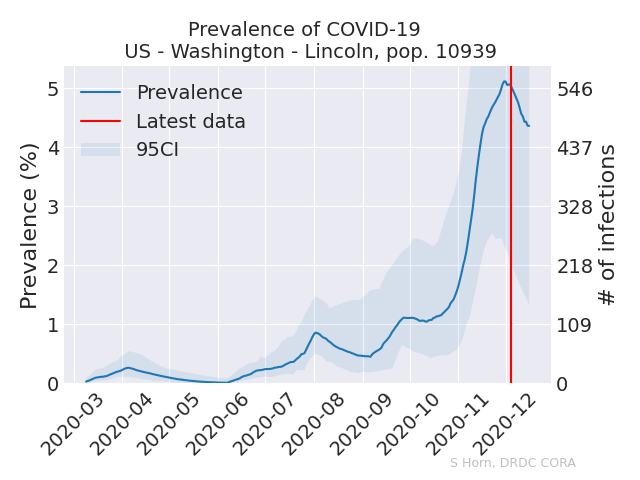 Prevalence of COVID-19
US - Washington - Lincoln, pop. 10939
Prevalence
Latest data
95CI
Prevalence (%)
5
4
3
2
1
0
546
437
328
218
109
0
# of infections
2020-03
2020-04
2020-05
2020-06
2020-07
2020-08
2020-09
2020-10
2020-11
2020-12
S Horn, DRDC CORA